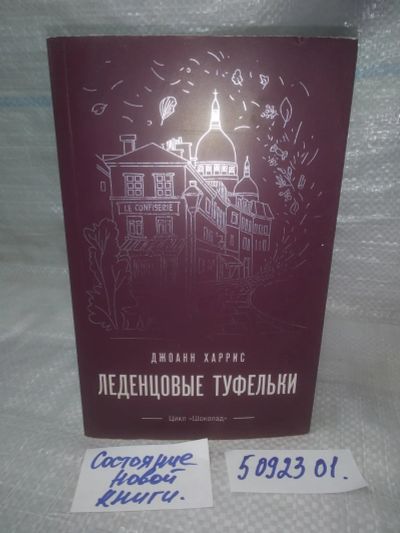 LA CONFISERIE
ДЖОАНН ХАРРИС
ЛЕДЕНЦОВЫЕ ТУФЕЛЬКИ
Цикл «Шоколад»
Состояние
новой
книги.
5092301.